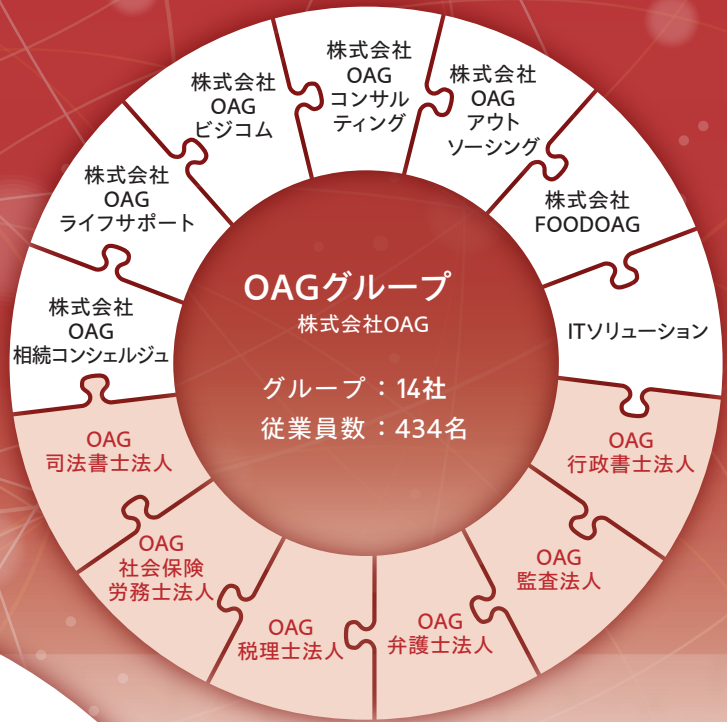 OAGグループ
株式会社OAG
グループ：14社
従業員数：434名
株式会社
OAG
コンサル
ティング
株式会社
OAG
アウト
ソーシング
株式会社
FOODOAG
ITソリューション
OAG
行政書士法人
OAG
監査法人
OAG
弁護士法人
OAG
税理士法人
OAG
社会保険
労務士法人
OAG
司法書士法人
株式会社
OAG
相続コンシェルジュ
株式会社
OAG
ライフサポート
株式会社
OAG
ビジコム